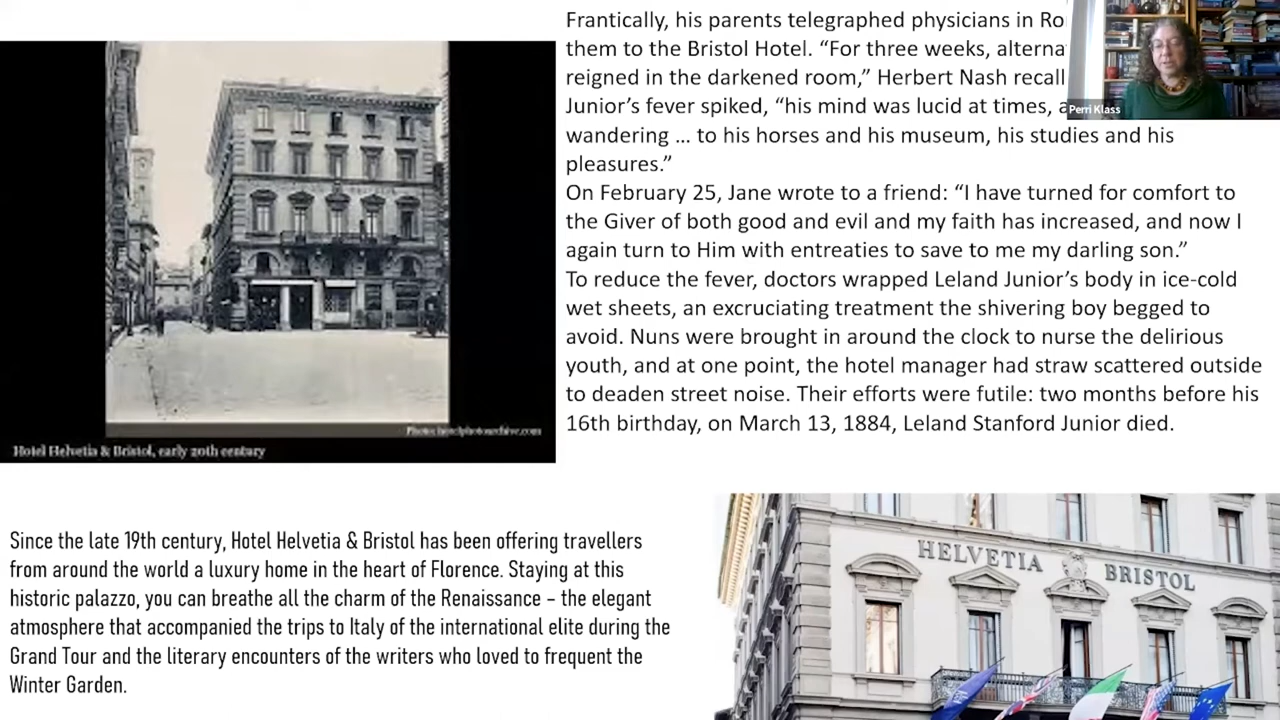 Frantically, his parents telegraphed physicians in
them to the Bristol Hotel. “For three weeks,
reigned in the darkened room,” Herbert Nash
Junior’s fever spiked, “his mind was lucid at times,
Perri Klass
wandering … to his horses and his museum, his studies and his
pleasures.”
On February 25, Jane wrote to a friend: “I have turned for comfort to
the Giver of both good and evil and my faith has increased, and now I
again turn to Him with entreaties to save to me my darling son.”
To reduce the fever, doctors wrapped Leland Junior’s body in ice-cold
wet sheets, an excruciating treatment the shivering boy begged to
avoid. Nuns were brought in around the clock to nurse the delirious
youth, and at one point, the hotel manager had straw scattered outside
to deaden street noise. Their efforts were futile: two months before his
16th birthday, on March 13, 1884, Leland Stanford Junior died.
Hotel Helvetia & Bristol, early 20th century
Since the late 19th century, Hotel Helvetia & Bristol has been offering travellers
from around the world a luxury home in the heart of Florence. Staying at this
historic palazzo, you can breathe all the charm of the Renaissance – the elegant
atmosphere that accompanied the trips to Italy of the international elite during the
Grand Tour and the literary encounters of the writers who loved to frequent the
Winter Garden.
HELVETIA BRISTOL